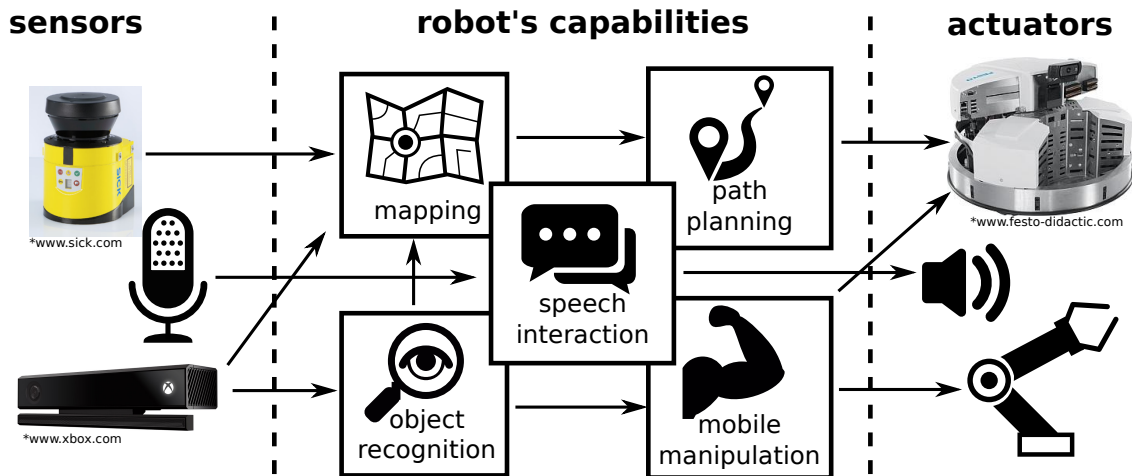 sensors
robot's capabilities
actuators
SICK
*www.sick.com
mapping
path
planning
*www.festo-didactic.com
speech
interaction
*www.xbox.com
object
recognition
mobile
manipulation